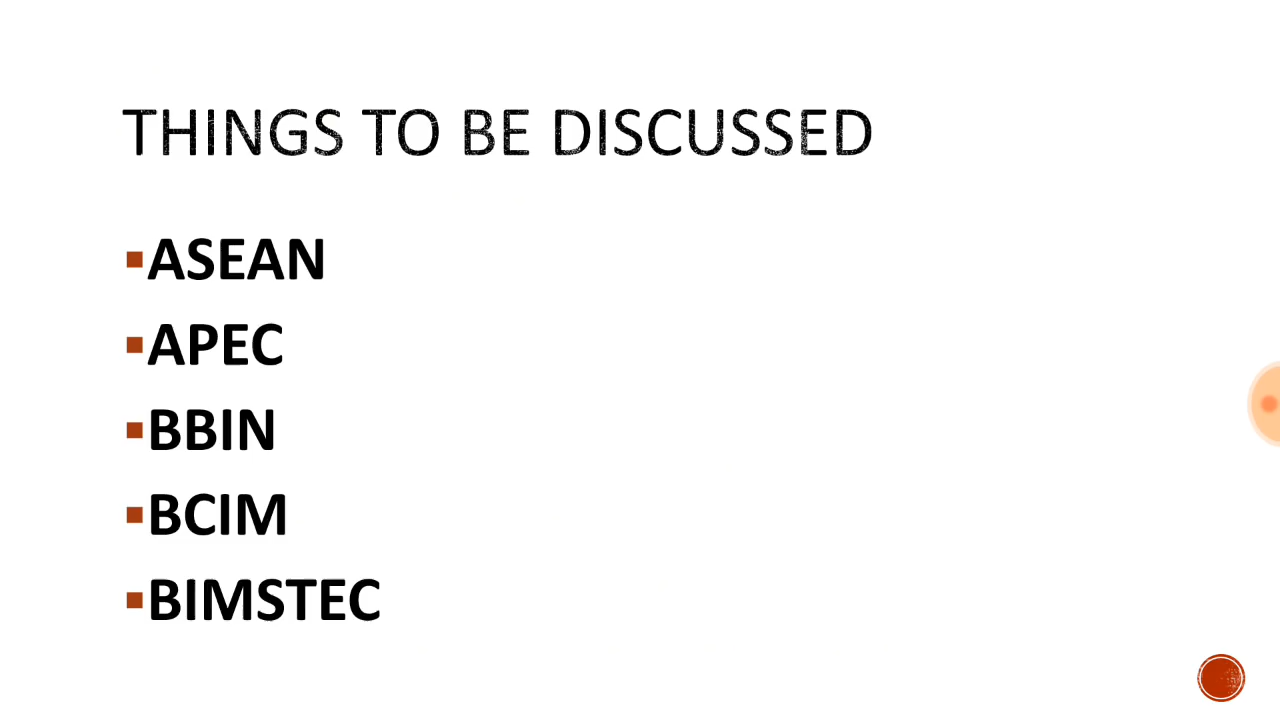 THINGS TO BE DISCUSSED
▪ASEAN
▪APEC
▪BBIN
▪BCIM
▪BIMSTEC